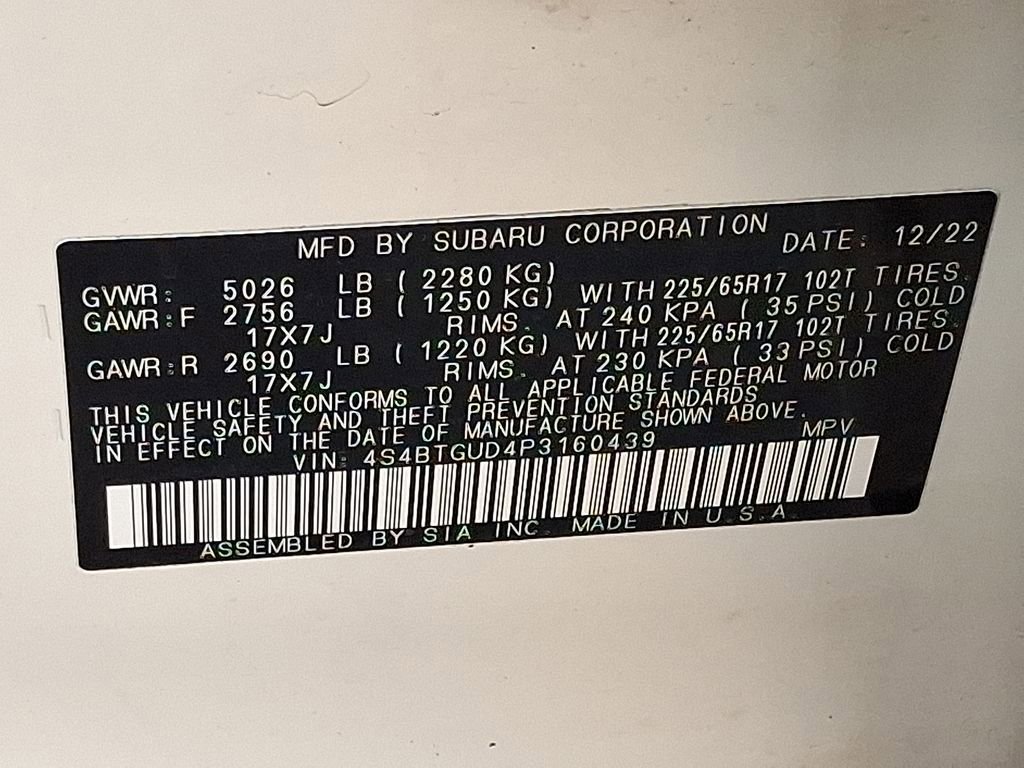 MFD BY SUBARU CORPORATION DATE: 12/22
GVWR: 5026 LB ( 2280 KG)
GAWR:F 2756 LB ( 1250 KG) WITH 225/65R17 102T TIRES.
17X7J RIMS. AT 240 KPA ( 35 PSI) COLD
GAWR:R 2690 LB ( 1220 KG) WITH 225/65R17 102T TIRES.
17X7J RIMS. AT 230 KPA ( 33 PSI) COLD
THIS VEHICLE CONFORMS TO ALL APPLICABLE FEDERAL MOTOR
VEHICLE SAFETY AND THEFT PREVENTION STANDARDS
IN EFFECT ON THE DATE OF MANUFACTURE SHOWN ABOVE.
VIN: 4S4BTGUD4P3160439 MPV
ASSEMBLED BY SIA INC. MADE IN U.S.A.